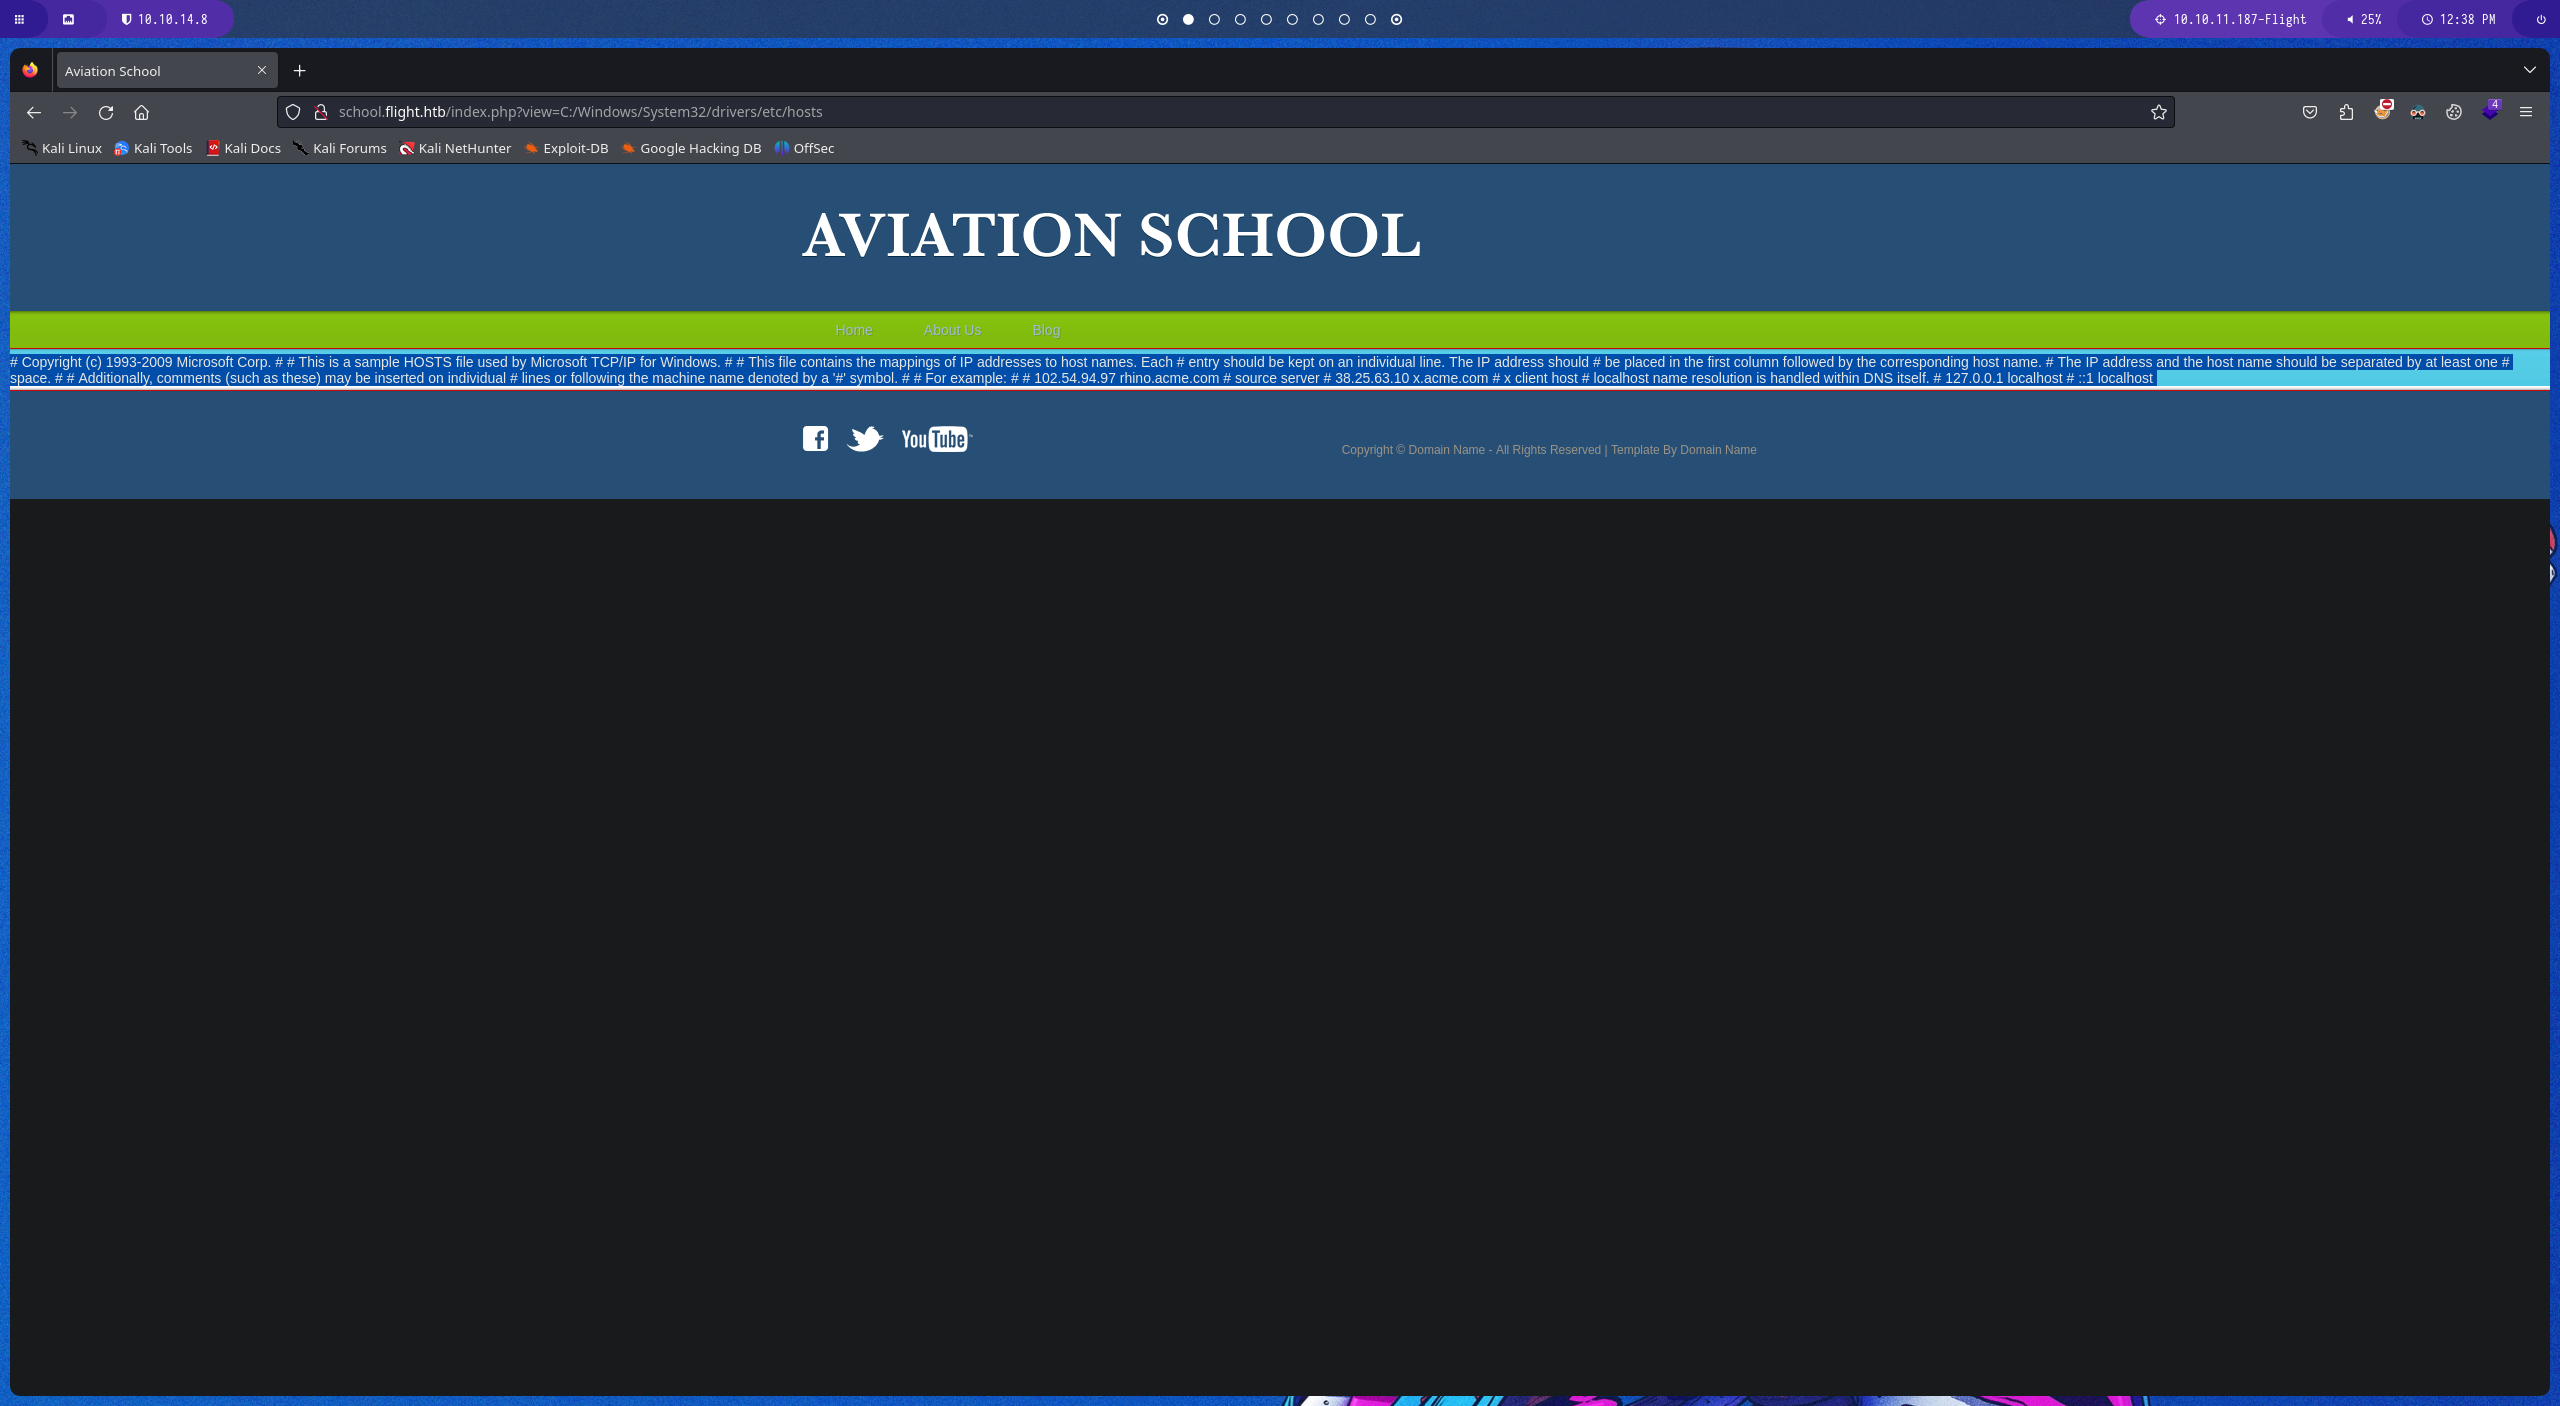 10.10.14.8
10.10.11.187-Flight 25% 12:38 PM
Aviation School
school.flight.htb/index.php?view=C:/Windows/System32/drivers/etc/hosts
4
Kali Linux Kali Tools Kali Docs Kali Forums Kali NetHunter Exploit-DB Google Hacking DB OffSec
AVIATION SCHOOL
Home About Us Blog
# Copyright (c) 1993-2009 Microsoft Corp. # # This is a sample HOSTS file used by Microsoft TCP/IP for Windows. # # This file contains the mappings of IP addresses to host names. Each # entry should be kept on an individual line. The IP address should # be placed in the first column followed by the corresponding host name. # The IP address and the host name should be separated by at least one #
space. # # Additionally, comments (such as these) may be inserted on individual # lines or following the machine name denoted by a '#' symbol. # # For example: # # 102.54.94.97 rhino.acme.com # source server # 38.25.63.10 x.acme.com # x client host # localhost name resolution is handled within DNS itself. # 127.0.0.1 localhost # ::1 localhost
YouTube
Copyright © Domain Name - All Rights Reserved | Template By Domain Name